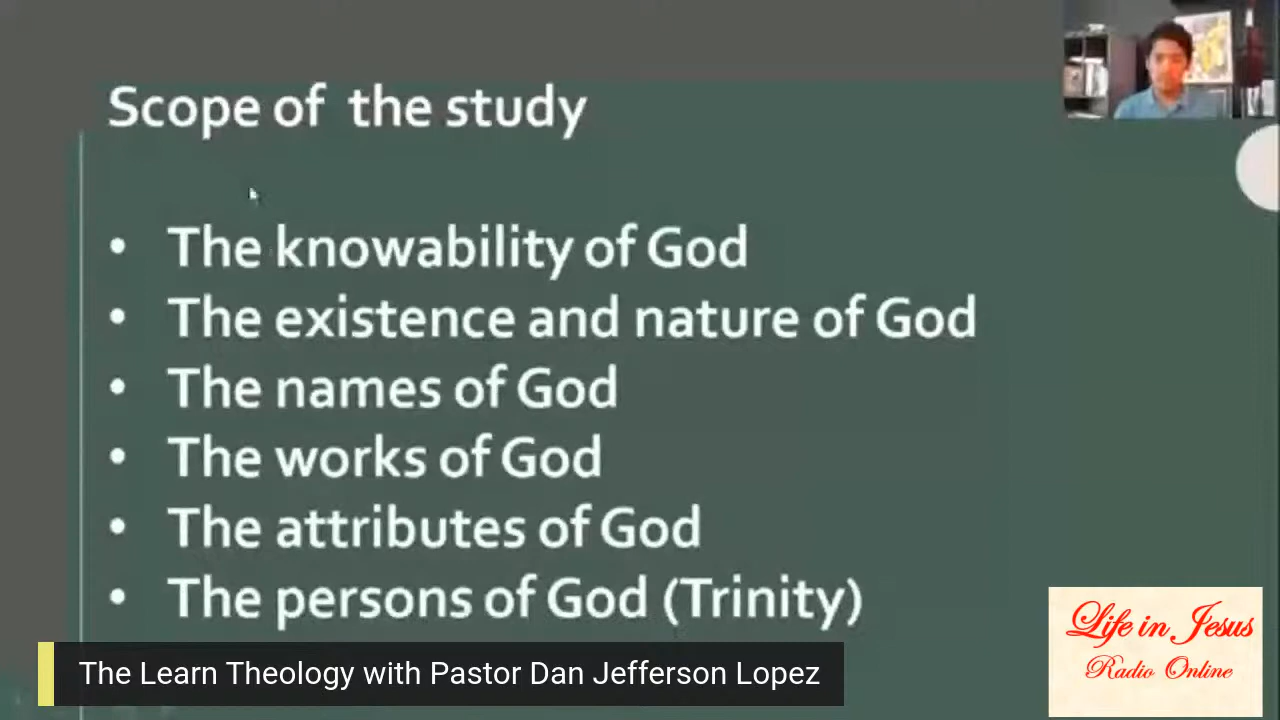 Scope of the study
• The knowability of God
• The existence and nature of God
• The names of God
• The works of God
• The attributes of God
• The persons of God (Trinity)
The Learn Theology with Pastor Dan Jefferson Lopez
Life in Jesus
Radio Online